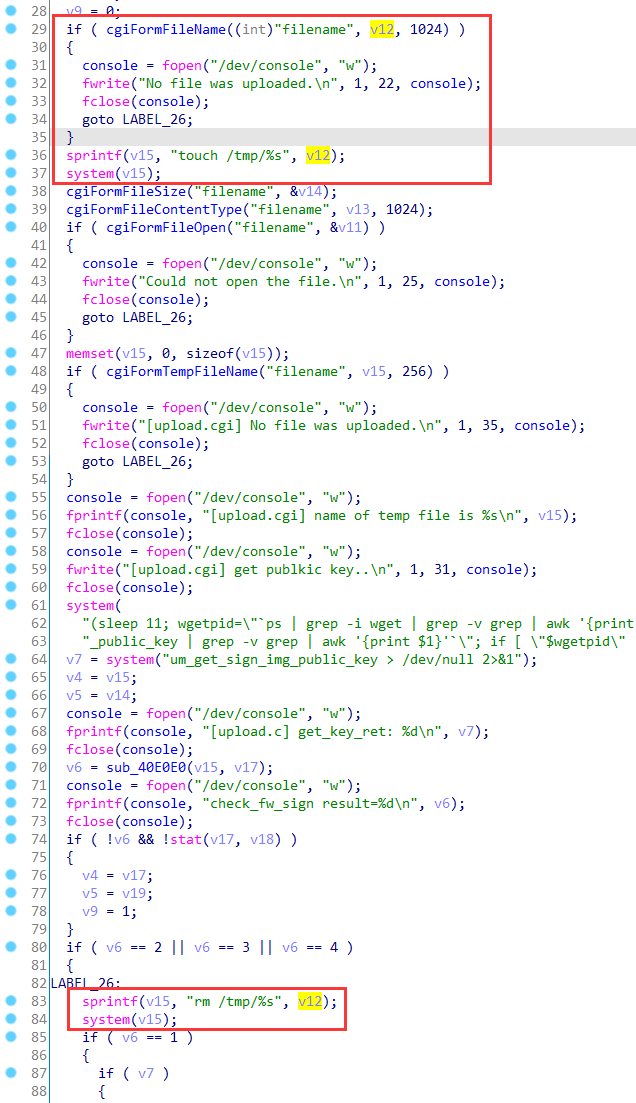 28 v9 = 0;
29 if ( cgiFormFileName((int)"filename", v12, 1024) )
30 {
31 console = fopen("/dev/console", "w");
32 fwrite("No file was uploaded.\n", 1, 22, console);
33 fclose(console);
34 goto LABEL_26;
35 }
36 sprintf(v15, "touch /tmp/%s", v12);
37 system(v15);
38 cgiFormFileSize("filename", &v14);
39 cgiFormFileContentType("filename", v13, 1024);
40 if ( cgiFormFileOpen("filename", &v11) )
41 {
42 console = fopen("/dev/console", "w");
43 fwrite("Could not open the file.\n", 1, 25, console);
44 fclose(console);
45 goto LABEL_26;
46 }
47 memset(v15, 0, sizeof(v15));
48 if ( cgiFormTempFileName("filename", v15, 256) )
49 {
50 console = fopen("/dev/console", "w");
51 fwrite("[upload.cgi] No file was uploaded.\n", 1, 35, console);
52 fclose(console);
53 goto LABEL_26;
54 }
55 console = fopen("/dev/console", "w");
56 fprintf(console, "[upload.cgi] name of temp file is %s\n", v15);
57 fclose(console);
58 console = fopen("/dev/console", "w");
59 fwrite("[upload.cgi] get publkic key..\n", 1, 31, console);
60 fclose(console);
61 system(
62 "(sleep 11; wgetpid=\"`ps | grep -i wget | grep -v grep | awk '{print
63 "_public_key | grep -v grep | awk '{print $1}'`\"; if [ \"$wgetpid\"
64 v7 = system("um_get_sign_img_public_key > /dev/null 2>&1");
65 v4 = v15;
66 v5 = v14;
67 console = fopen("/dev/console", "w");
68 fprintf(console, "[upload.c] get_key_ret: %d\n", v7);
69 fclose(console);
70 v6 = sub_40E0E0(v15, v17);
71 console = fopen("/dev/console", "w");
72 fprintf(console, "check_fw_sign result=%d\n", v6);
73 fclose(console);
74 if ( !v6 && !stat(v17, v18) )
75 {
76 v4 = v17;
77 v5 = v19;
78 v9 = 1;
79 }
80 if ( v6 == 2 || v6 == 3 || v6 == 4 )
81 {
82 LABEL_26:
83 sprintf(v15, "rm /tmp/%s", v12);
84 system(v15);
85 if ( v6 == 1 )
86 {
87 if ( v7 )
88 {